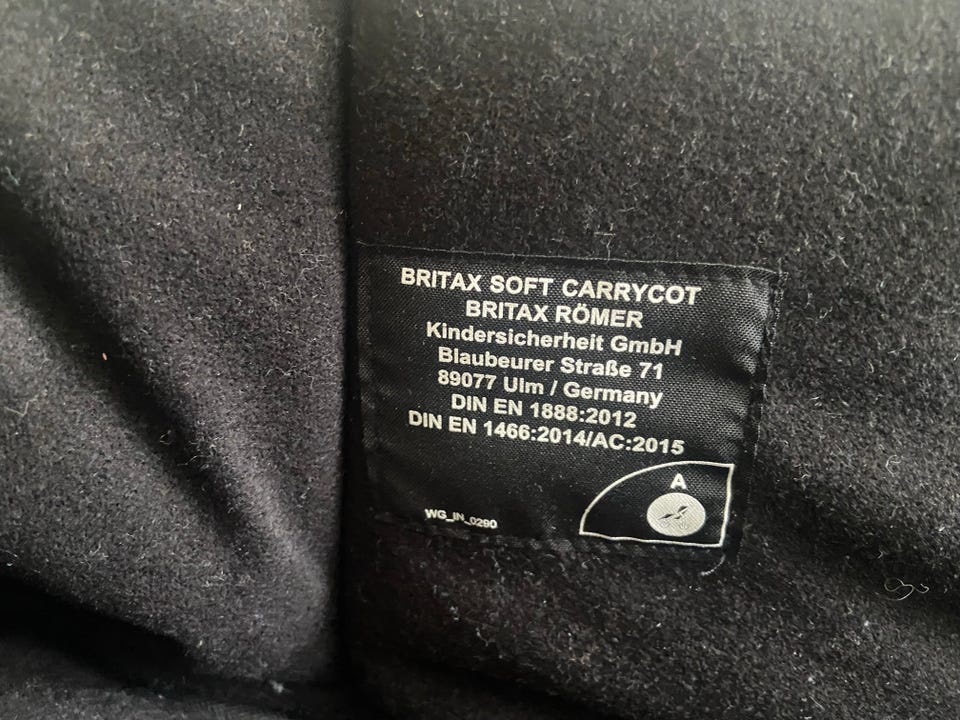 BRITAX SOFT CARRYCOT
BRITAX RÖMER
Kindersicherheit GmbH
Blaubeurer Straße 71
89077 Ulm / Germany
DIN EN 1888:2012
DIN EN 1466:2014/AC:2015
A
WG_IN_0290